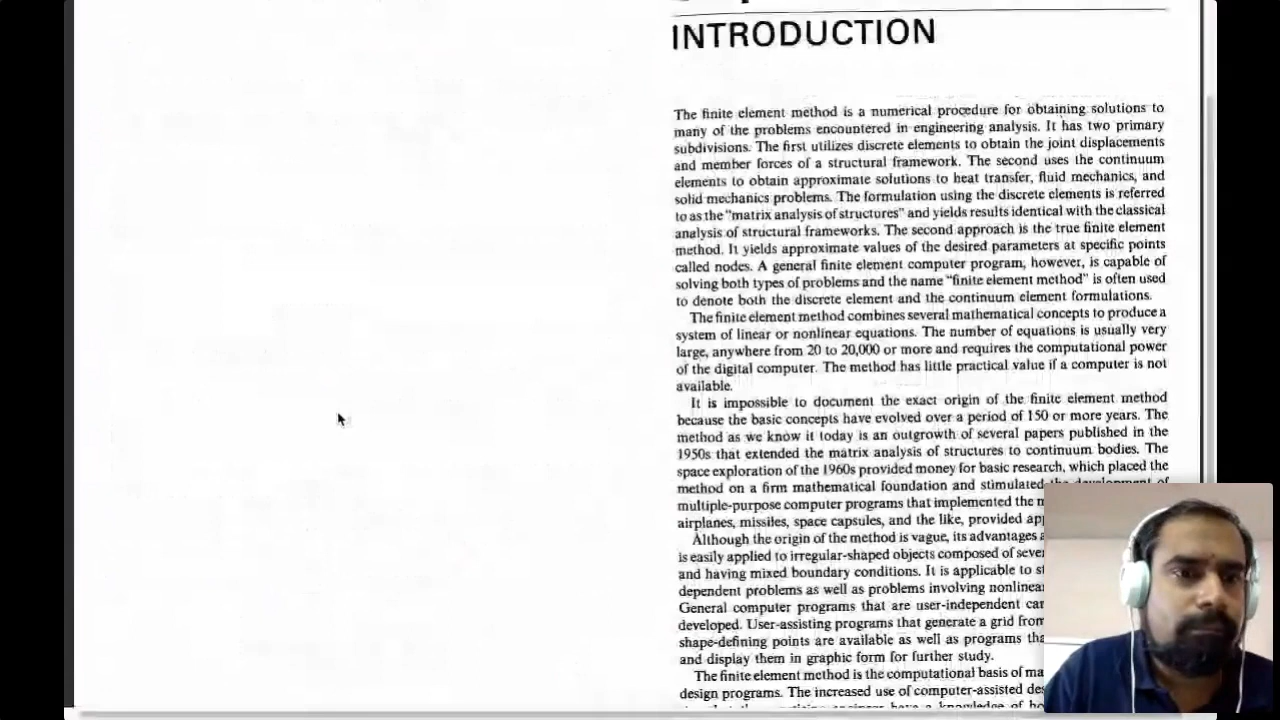 INTRODUCTION
The finite element method is a numerical procedure for obtaining solutions to
many of the problems encountered in engineering analysis. It has two primary
subdivisions. The first utilizes discrete elements to obtain the joint displacements
and member forces of a structural framework. The second uses the continuum
elements to obtain approximate solutions to heat transfer, fluid mechanics, and
solid mechanics problems. The formulation using the discrete elements is referred
to as the "matrix analysis of structures" and yields results identical with the classical
analysis of structural frameworks. The second approach is the true finite element
method. It yields approximate values of the desired parameters at specific points
called nodes. A general finite element computer program, however, is capable of
solving both types of problems and the name "finite element method" is often used
to denote both the discrete element and the continuum element formulations.
The finite element method combines several mathematical concepts to produce a
system of linear or nonlinear equations. The number of equations is usually very
large, anywhere from 20 to 20,000 or more and requires the computational power
of the digital computer. The method has little practical value if a computer is not
available.
It is impossible to document the exact origin of the finite element method
because the basic concepts have evolved over a period of 150 or more years. The
method as we know it today is an outgrowth of several papers published in the
1950s that extended the matrix analysis of structures to continuum bodies. The
space exploration of the 1960s provided money for basic research, which placed the
method on a firm mathematical foundation and stimulated the development of
multiple-purpose computer programs that implemented the
airplanes, missiles, space capsules, and the like, provided
Although the origin of the method is vague, its advantages
is easily applied to irregular-shaped objects composed of
and having mixed boundary conditions. It is applicable to
dependent problems as well as problems involving
General computer programs that are user-independent
developed. User-assisting programs that generate a grid from
shape-defining points are available as well as programs
and display them in graphic form for further study.
The finite element method is the computational basis of
design programs. The increased use of computer-assisted